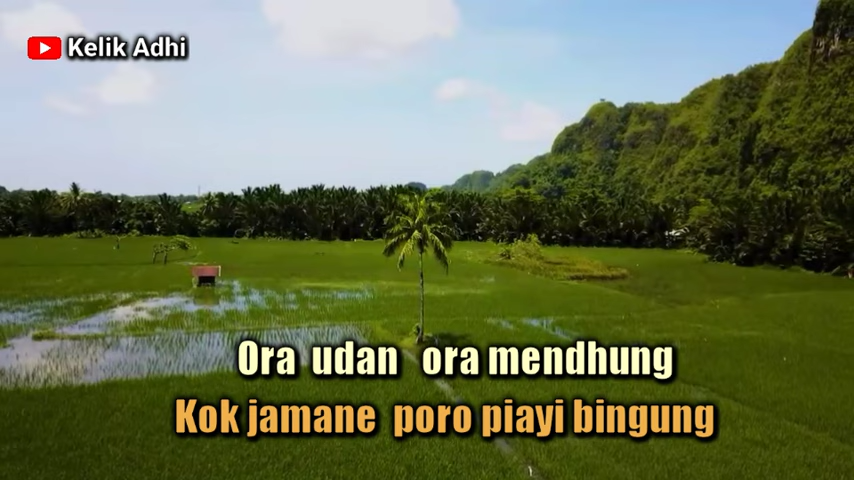 Kelik Adhi
Ora udan ora mendhung
Kok jamane poro piayi bingung